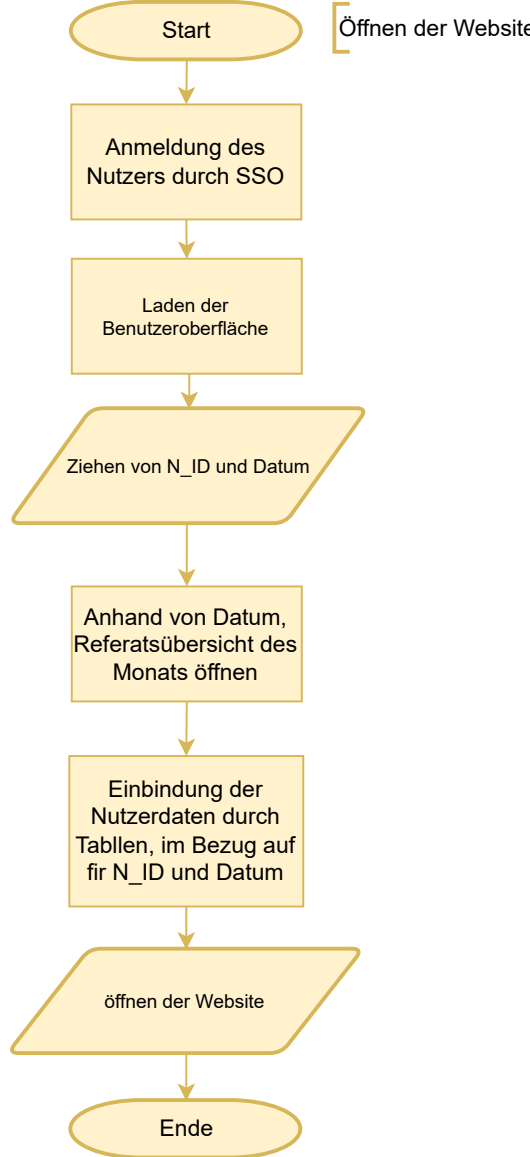 Start
Öffnen der Website
Anmeldung des
Nutzers durch SSO
Laden der
Benutzeroberfläche
Ziehen von N_ID und Datum
Anhand von Datum,
Referatsübersicht des
Monats öffnen
Einbindung der
Nutzerdaten durch
Tabllen, im Bezug auf
fir N_ID und Datum
öffnen der Website
Ende